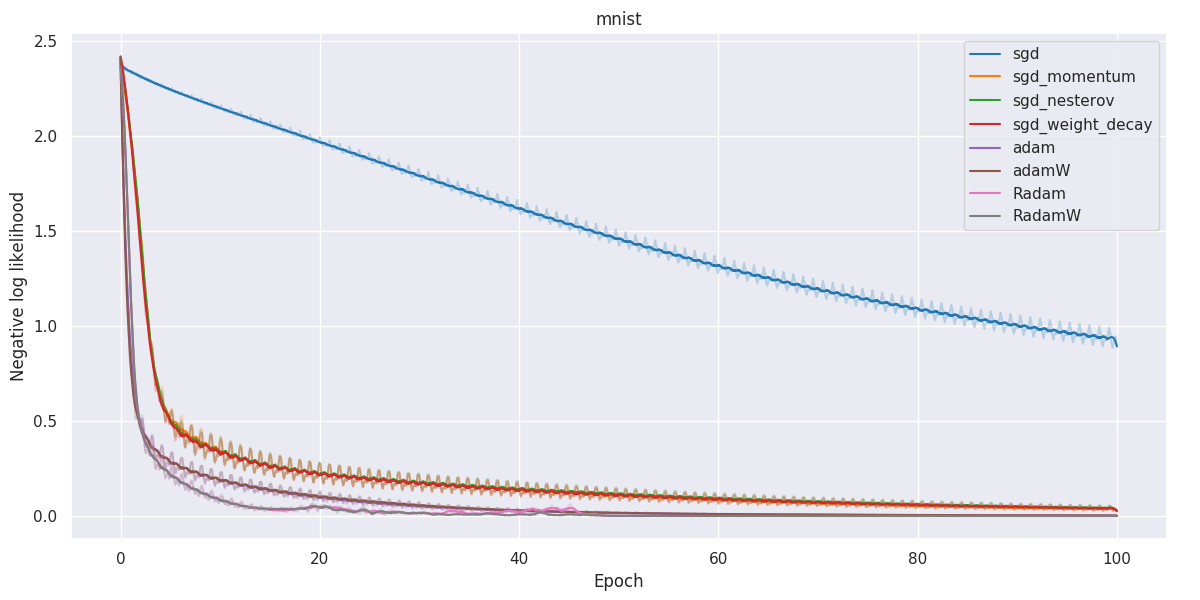 mnist
2.5
2.0
1.5
1.0
0.5
0.0
Negative log likelihood
sgd
sgd_momentum
sgd_nesterov
sgd_weight_decay
adam
adamW
Radam
RadamW
0 20 40 60 80 100
Epoch